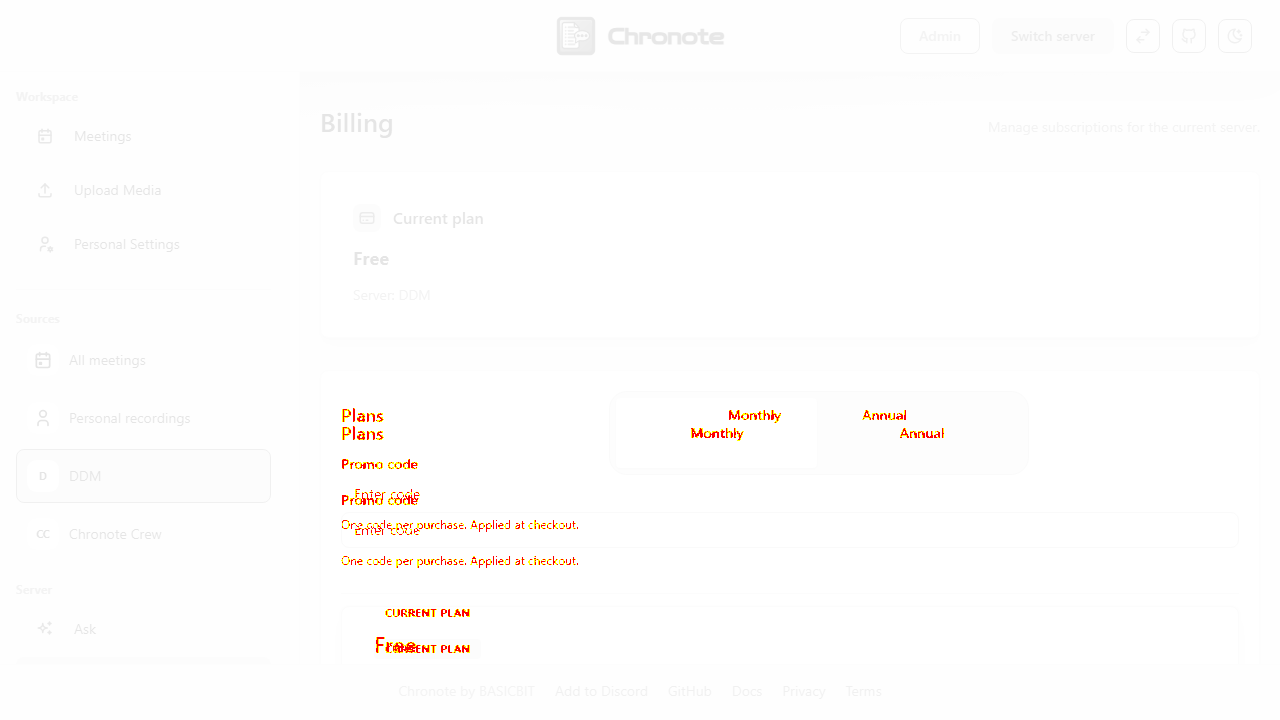 Chronote
Admin
Switch server
Workspace
Meetings
Upload Media
Personal Settings
Sources
All meetings
Personal recordings
D
DDM
CC
Chronote Crew
Server
Ask
Billing
Manage subscriptions for the current server.
Current plan
Free
Server: DDM
Plans
Monthly
Annual
Plans
Monthly
Annual
Promo code
Enter code
Promo code
One code per purchase. Applied at checkout.
Enter code
One code per purchase. Applied at checkout.
CURRENT PLAN
Free
CURRENT PLAN
Chronote by BASICBIT
Add to Discord
GitHub
Docs
Privacy
Terms